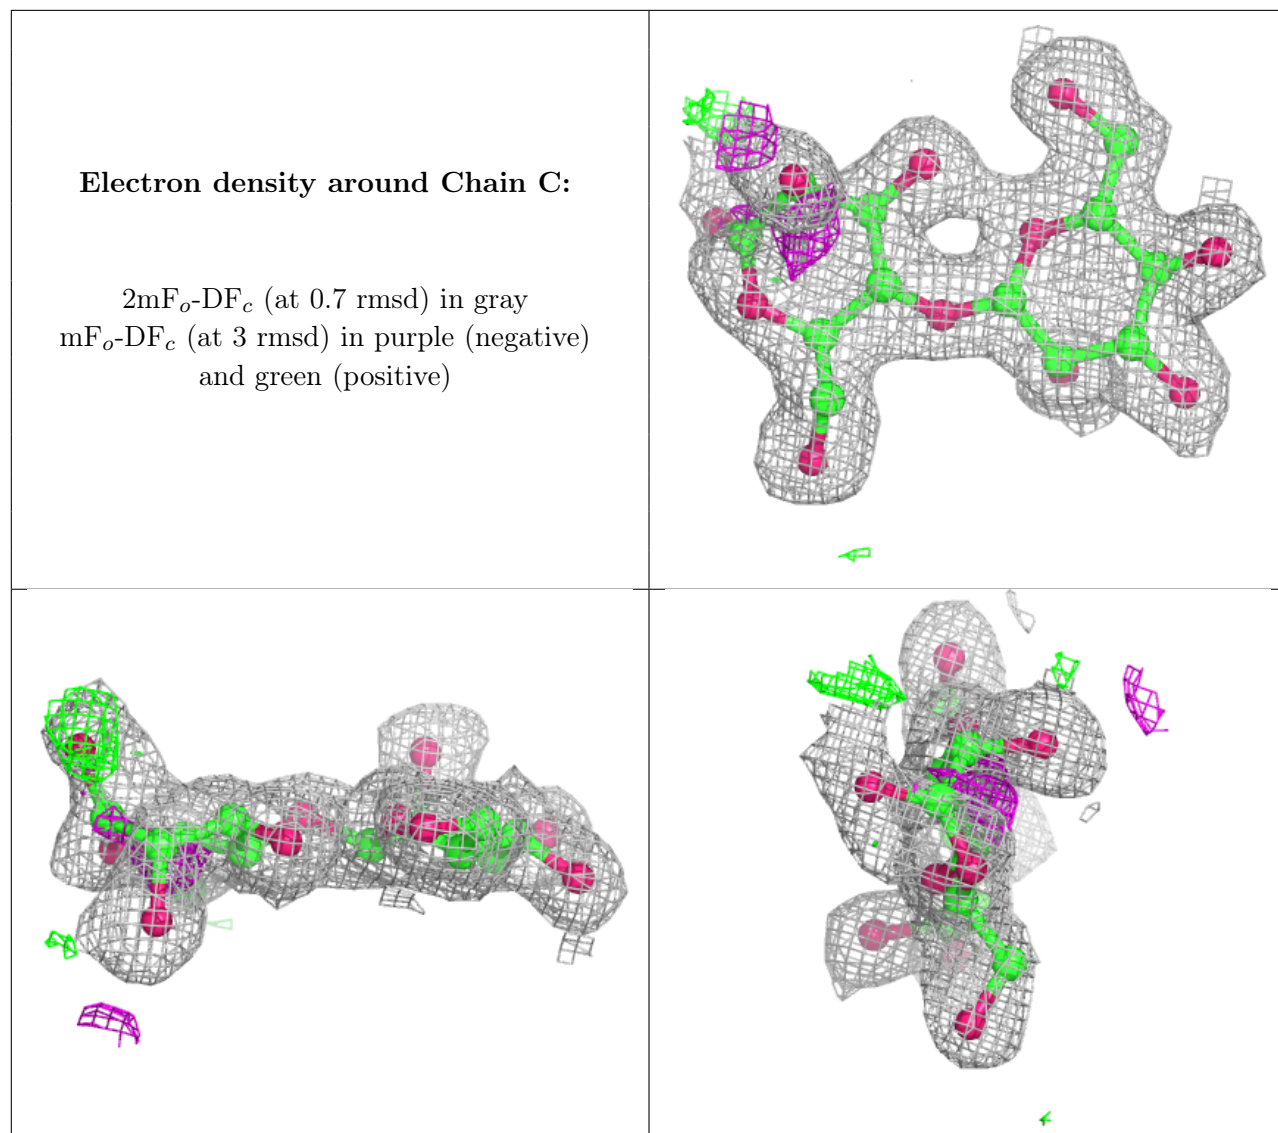 Electron density around Chain C:
2mFo-DFc (at 0.7 rmsd) in gray
mFo-DFc (at 3 rmsd) in purple (negative)
and green (positive)